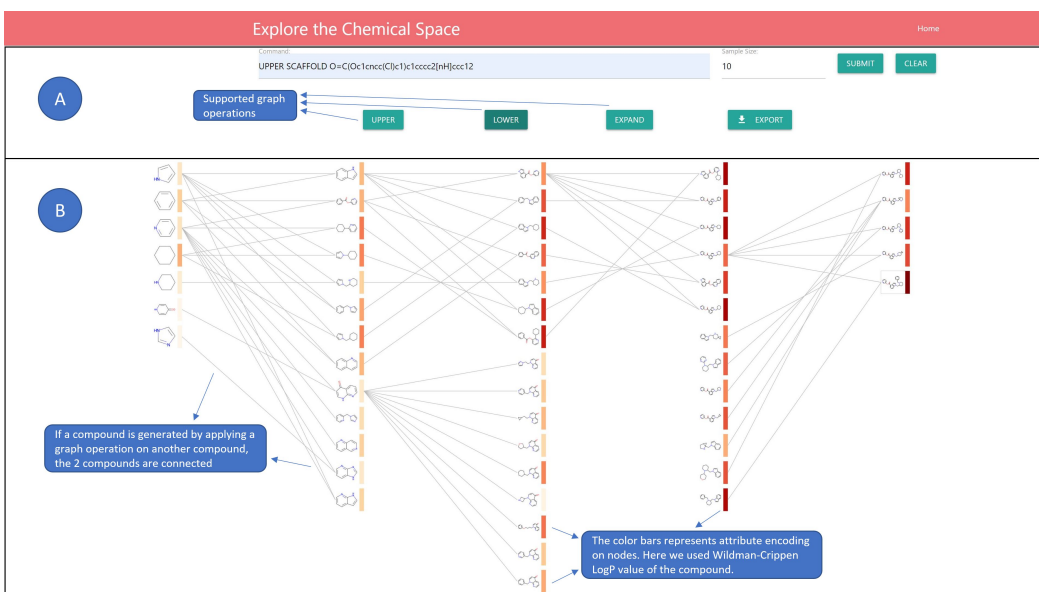 Explore the Chemical Space
Home
Command:
UPPER SCAFFOLD O=C(Oc1cncc(Cl)c1)c1cccc2[nH]ccc12
Sample Size:
10
SUBMIT
CLEAR
A
Supported graph
operations
UPPER
LOWER
EXPAND
EXPORT
B
If a compound is generated by applying a
graph operation on another compound,
the 2 compounds are connected
The color bars represents attribute encoding
on nodes. Here we used Wildman-Crippen
LogP value of the compound.